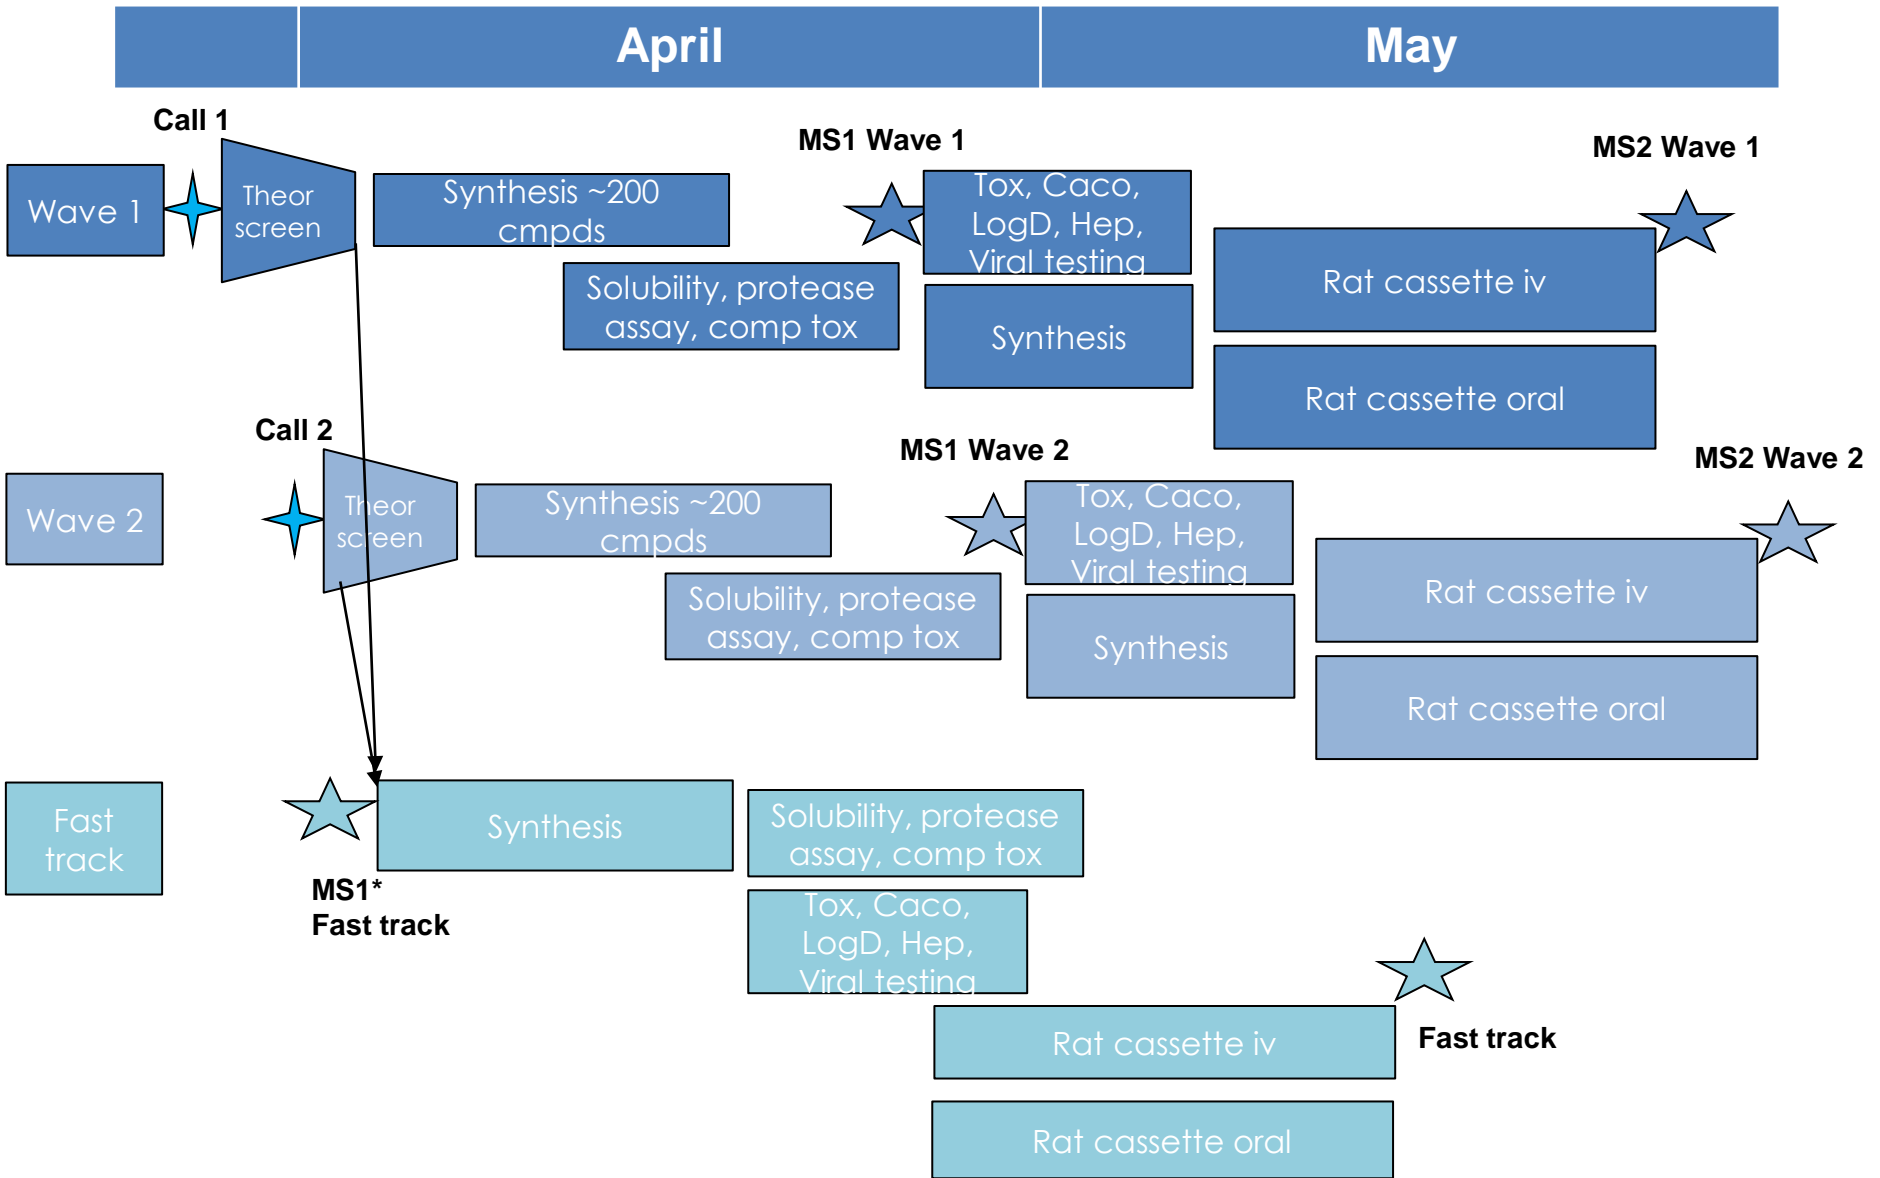 April
May
Call 1
MS1 Wave 1
MS2 Wave 1
Wave 1
Theor
screen
Synthesis ~200
cmpds
Tox, Caco,
LogD, Hep,
Viral testing
Solubility, protease
assay, comp tox
Synthesis
Rat cassette iv
Rat cassette oral
Call 2
MS1 Wave 2
MS2 Wave 2
Wave 2
Theor
screen
Synthesis ~200
cmpds
Tox, Caco,
LogD, Hep,
Viral testing
Solubility, protease
assay, comp tox
Synthesis
Rat cassette iv
Rat cassette oral
Fast
track
MS1*
Fast track
Synthesis
Solubility, protease
assay, comp tox
Tox, Caco,
LogD, Hep,
Viral testing
Rat cassette iv
Fast track
Rat cassette oral